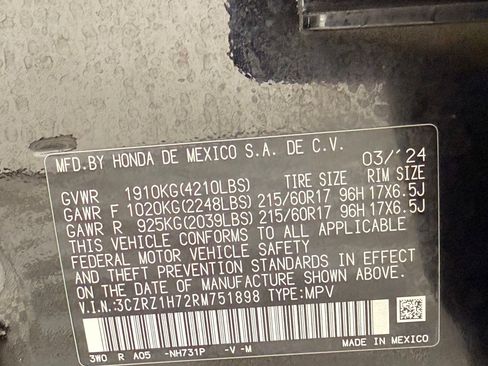 MFD.BY HONDA DE MEXICO S.A. DE C.V. 03/'24
GVWR 1910KG(4210LBS) TIRE SIZE RIM SIZE
GAWR F 1020KG(2248LBS) 215/60R17 96H 17X6.5J
GAWR R 925KG(2039LBS) 215/60R17 96H 17X6.5J
THIS VEHICLE CONFORMS TO ALL APPLICABLE
FEDERAL MOTOR VEHICLE SAFETY
AND THEFT PREVENTION STANDARDS IN EFFECT
ON THE DATE OF MANUFACTURE SHOWN ABOVE.
V.I.N.:3CZRZ1H72RM751898 TYPE:MPV
3W0 R A05 -NH731P -V -M
MADE IN MEXICO